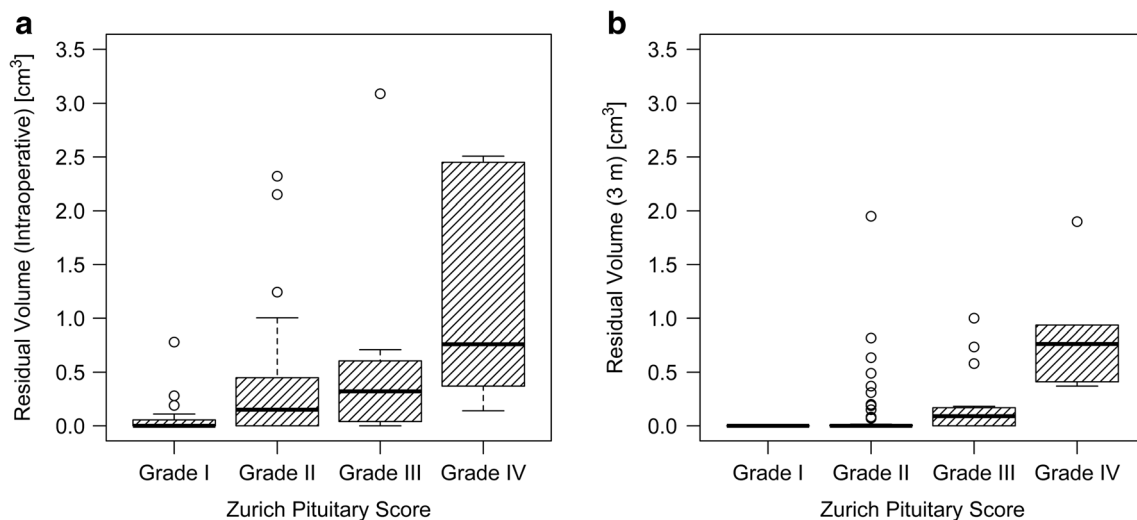 a
Residual Volume (Intraoperative) [cm³]
3.5
3.0
2.5
2.0
1.5
1.0
0.5
0.0
Grade I Grade II Grade III Grade IV
Zurich Pituitary Score
b
Residual Volume (3 m) [cm³]
3.5
3.0
2.5
2.0
1.5
1.0
0.5
0.0
Grade I Grade II Grade III Grade IV
Zurich Pituitary Score